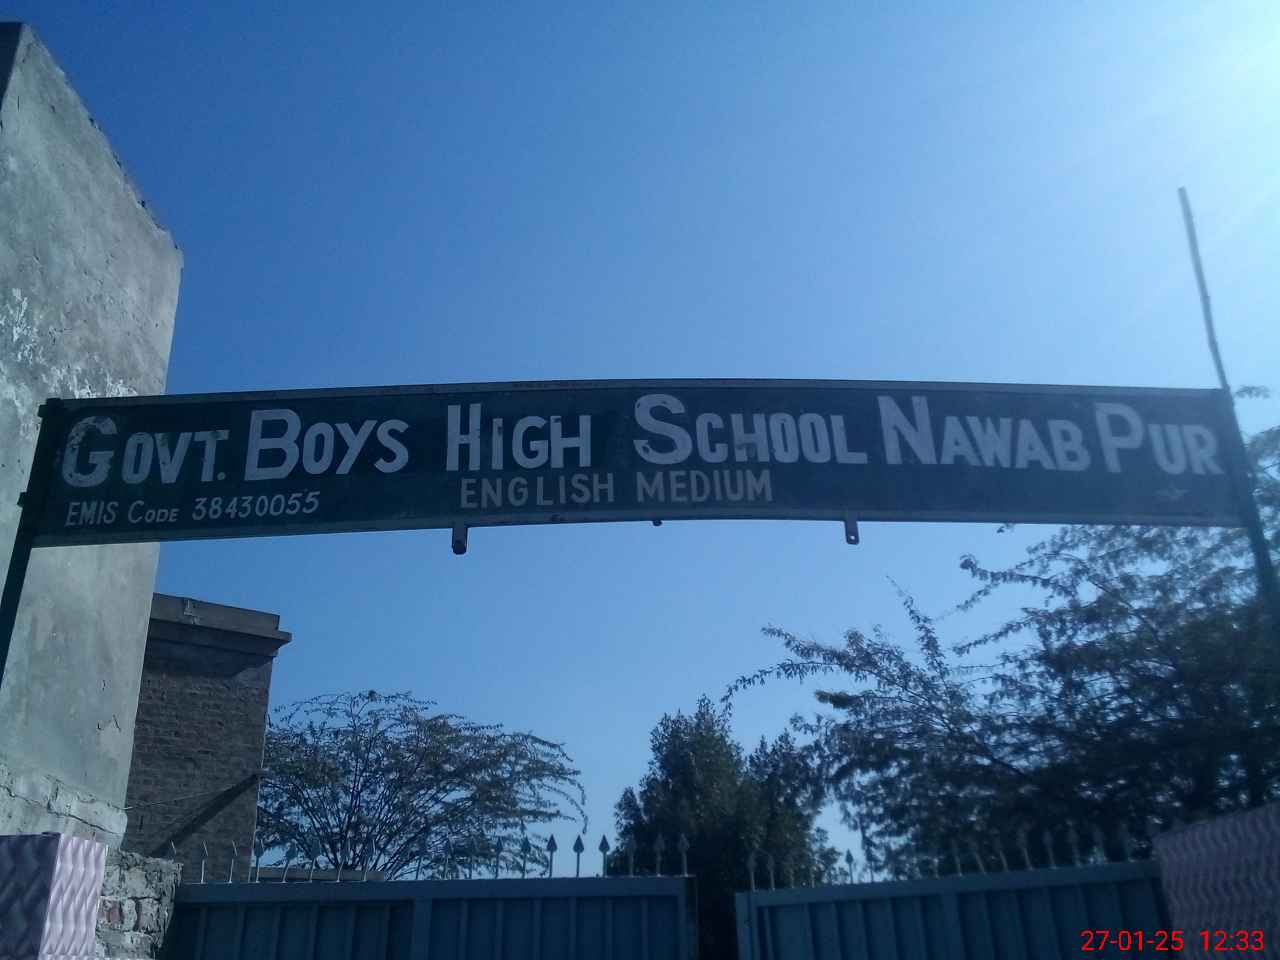 GOVT. BOYS HIGH SCHOOL NAWAB PUR
ENGLISH MEDIUM
EMIS CODE 38430055
27-01-25 12:33